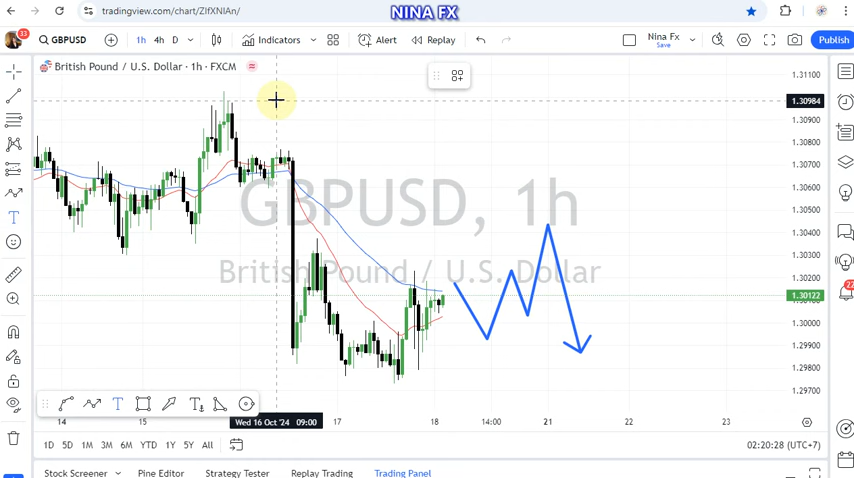 NINA FX
tradingview.com/chart/ZIfXNIAn/
33
GBPUSD
1h 4h D
Indicators
Alert
Replay
Nina Fx
Save
Publish
British Pound / U.S. Dollar · 1h · FXCM
1.31100
1.30984
1.30900
1.30800
1.30700
1.30600
1.30500
1.30400
1.30300
1.30200
1.30122
1.30000
1.29900
1.29800
1.29700
GBPUSD, 1h
British Pound / U.S. Dollar
14 15 Wed 16 Oct '24 09:00 17 18 14:00 21 22 23
1D 5D 1M 3M 6M YTD 1Y 5Y All
02:20:28 (UTC+7)
Stock Screener Pine Editor Strategy Tester Replay Trading Trading Panel